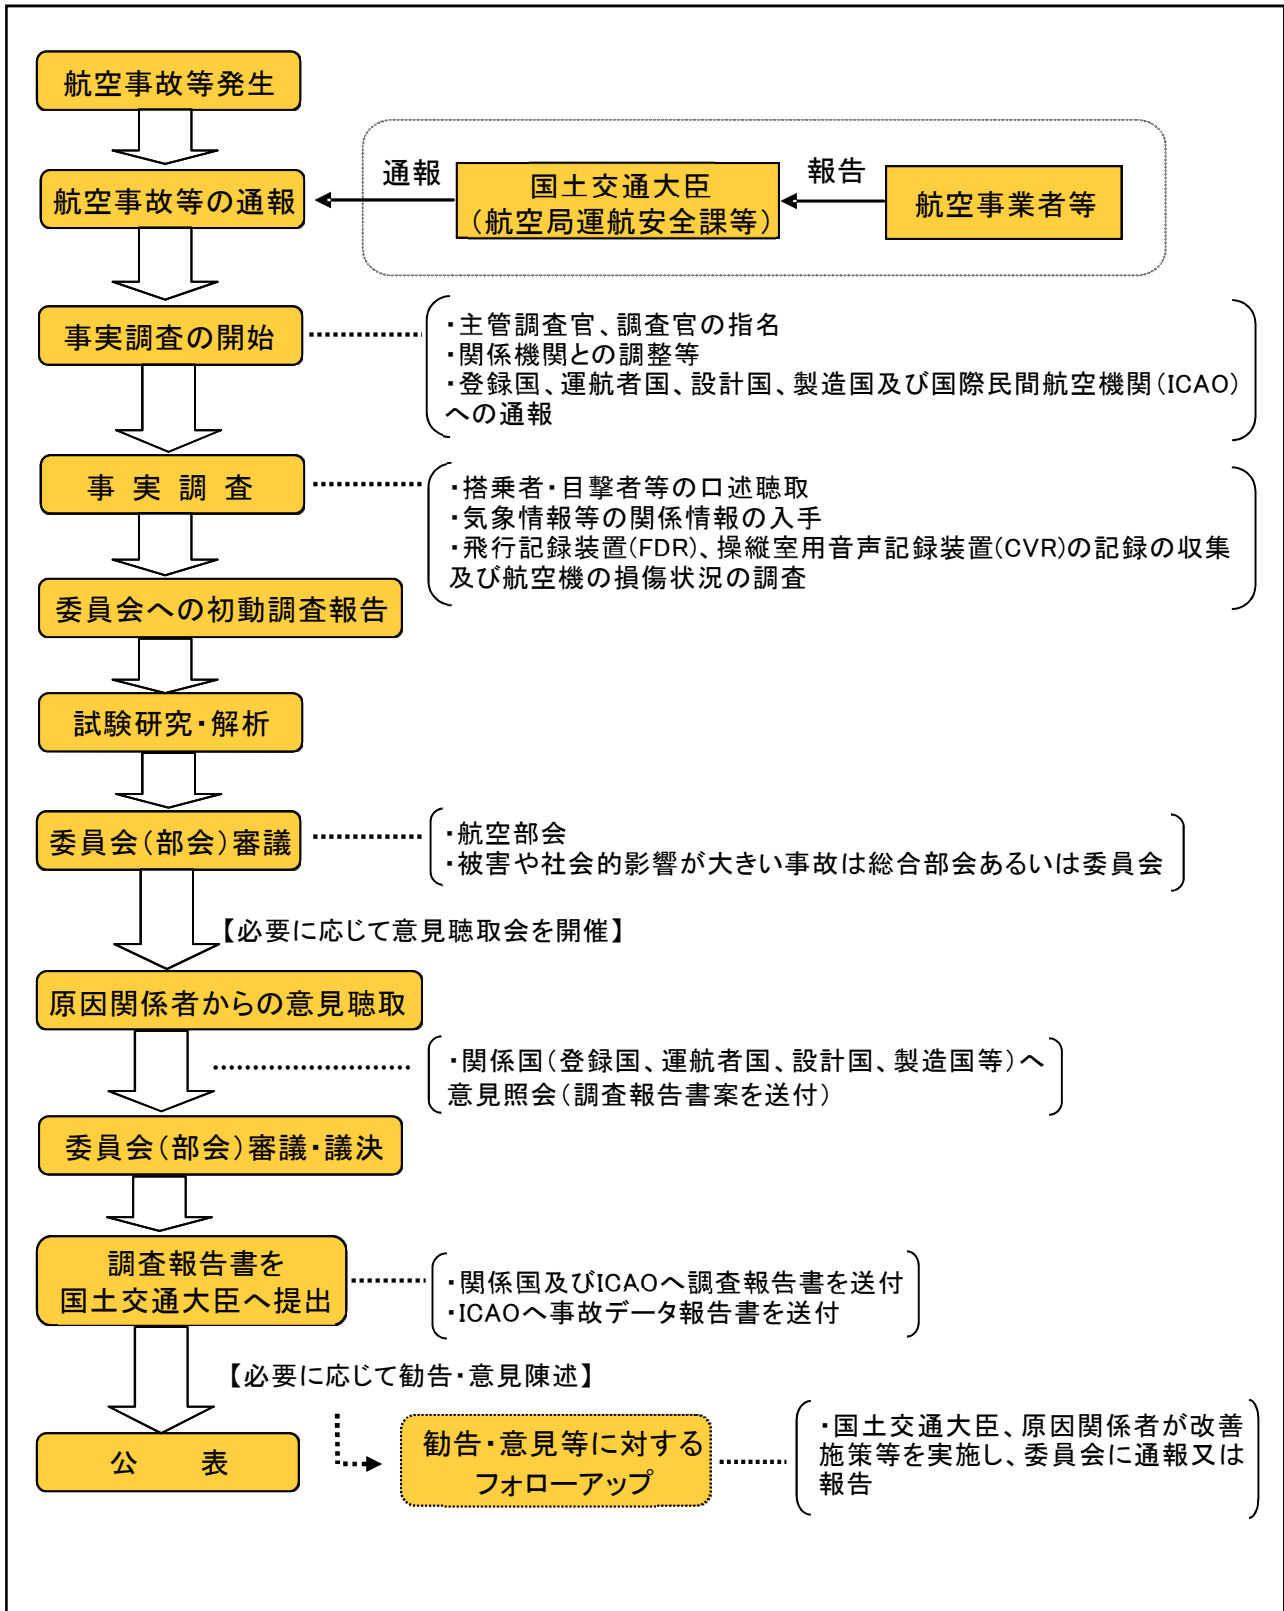 航空事故等発生
通報
報告
航空事故等の通報
国土交通大臣
(航空局運航安全課等)
航空事業者等
事実調査の開始
・主管調査官、調査官の指名
・関係機関との調整等
・登録国、運航者国、設計国、製造国及び国際民間航空機関(ICAO)
への通報
事 実 調 査
・搭乗者・目撃者等の口述聴取
・気象情報等の関係情報の入手
・飛行記録装置(FDR)、操縦室用音声記録装置(CVR)の記録の収集
及び航空機の損傷状況の調査
委員会への初動調査報告
試験研究・解析
委員会(部会)審議
・航空部会
・被害や社会的影響が大きい事故は総合部会あるいは委員会
【必要に応じて意見聴取会を開催】
原因関係者からの意見聴取
・関係国(登録国、運航者国、設計国、製造国等)へ
意見照会(調査報告書案を送付)
委員会(部会)審議・議決
調査報告書を
国土交通大臣へ提出
・関係国及びICAOへ調査報告書を送付
・ICAOへ事故データ報告書を送付
【必要に応じて勧告・意見陳述】
公 表
勧告・意見等に対する
フォローアップ
・国土交通大臣、原因関係者が改善
施策等を実施し、委員会に通報又は
報告